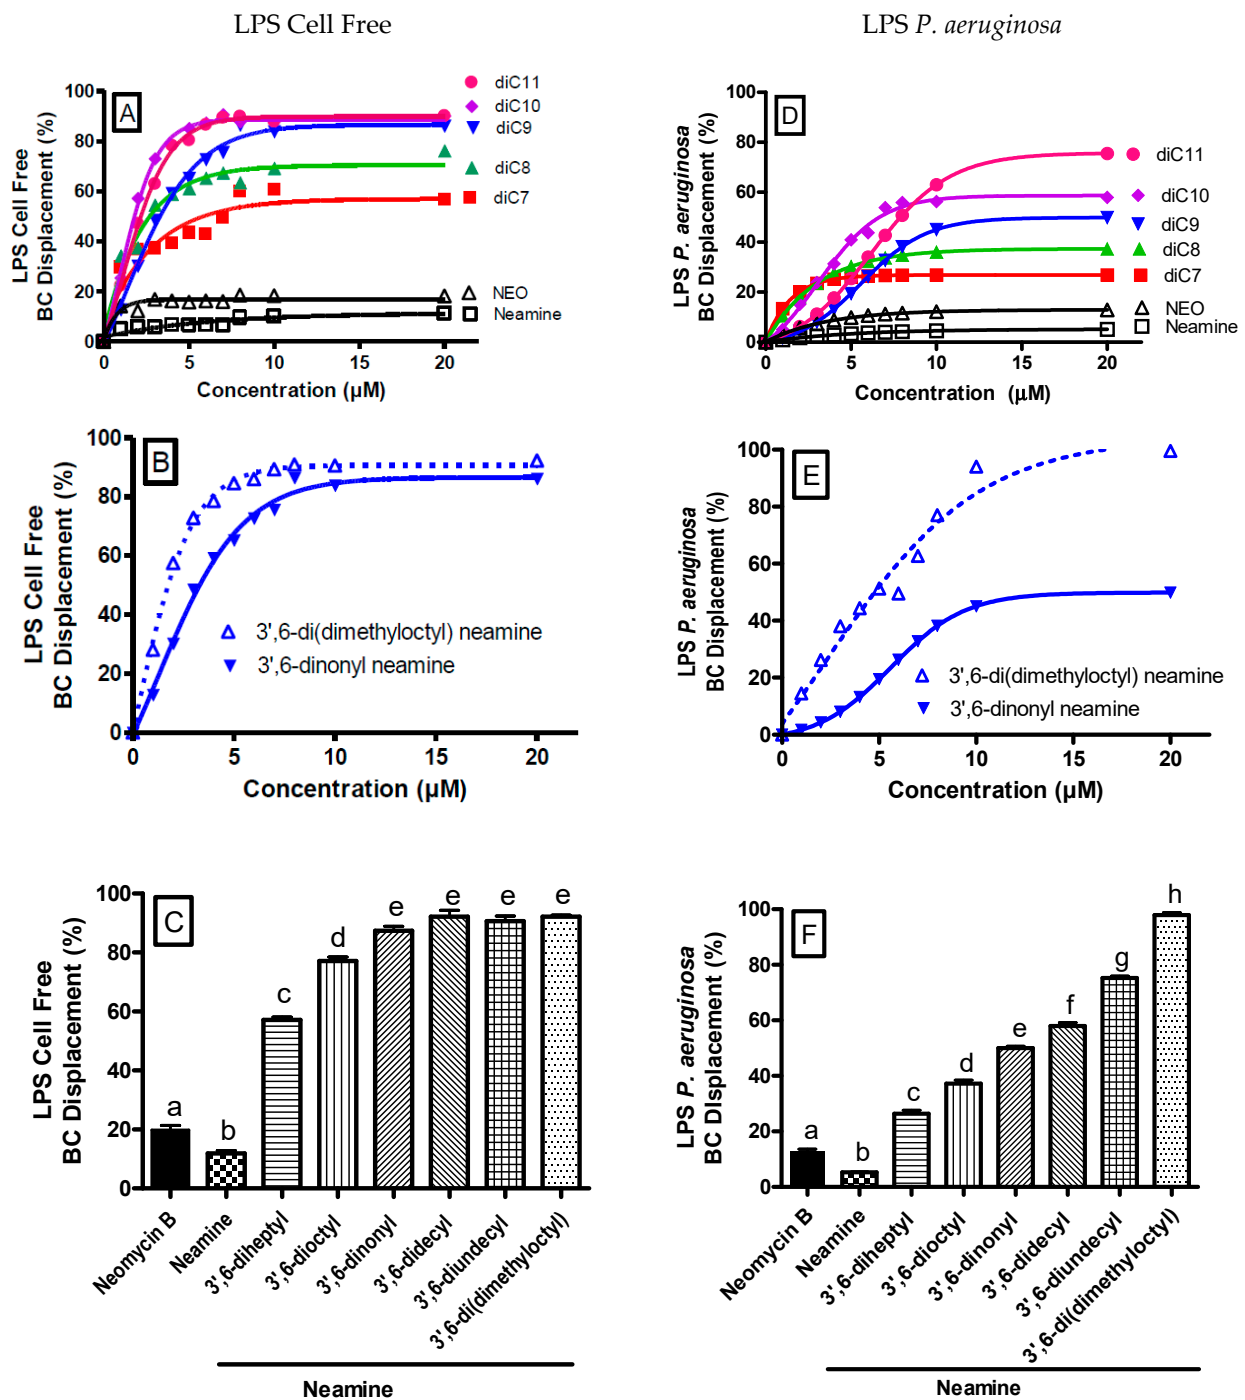 LPS Cell Free
LPS P. aeruginosa
A
LPS Cell Free
BC Displacement (%)
100
80
60
40
20
0
0
5
10
15
20
Concentration (µM)
diC11
diC10
diC9
diC8
diC7
NEO
Neamine
D
LPS P. aeruginosa
BC Displacement (%)
100
80
60
40
20
0
0
5
10
15
20
Concentration (µM)
diC11
diC10
diC9
diC8
diC7
NEO
Neamine
B
LPS Cell Free
BC Displacement (%)
100
80
60
40
20
0
0
5
10
15
20
Concentration (µM)
3',6-di(dimethyloctyl) neamine
3',6-dinonyl neamine
E
LPS P. aeruginosa
BC Displacement (%)
100
80
60
40
20
0
0
5
10
15
20
Concentration (µM)
3',6-di(dimethyloctyl) neamine
3',6-dinonyl neamine
C
LPS Cell Free
BC DIsplacement (%)
100
80
60
40
20
0
a
b
c
d
e
e
e
e
Neomycin B
Neamine
3',6-diheptyl
3',6-dioctyl
3',6-dinonyl
3',6-didecyl
3',6-diundecyl
3',6-di(dimethyloctyl)
Neamine
F
LPS P. aeruginosa
BC DIsplacement (%)
100
80
60
40
20
0
a
b
c
d
e
f
g
h
Neomycin B
Neamine
3',6-diheptyl
3',6-dioctyl
3',6-dinonyl
3',6-didecyl
3',6-diundecyl
3',6-di(dimethyloctyl)
Neamine